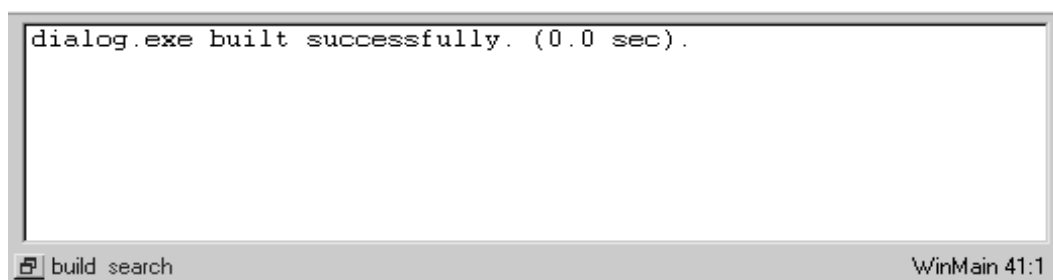 dialog.exe built successfully. (0.0 sec).
build search WinMain 41:1